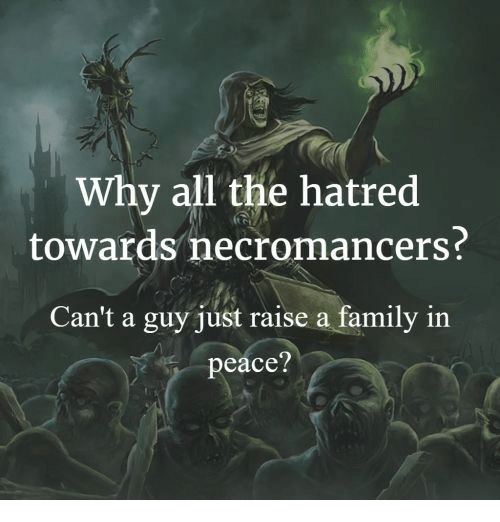 Why all the hatred
towards necromancers?
Can't a guy just raise a family in
peace?